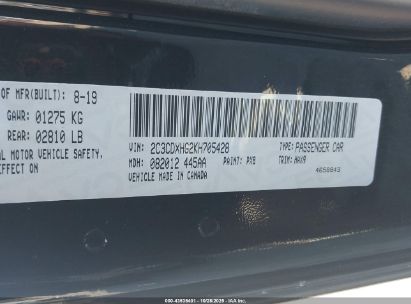 OF MFR(BUILT): 8-19
GAWR: 01275 KG
REAR: 02810 LB
AL MOTOR VEHICLE SAFETY.
EFFECT ON
VIN: 2C3CDXHG2KH705428
TYPE: PASSENGER CAR
MDH: 082012 445AA
PAINT: PXB
TRIM: HAX9
VEHICLE MADE IN CANADA
4658843